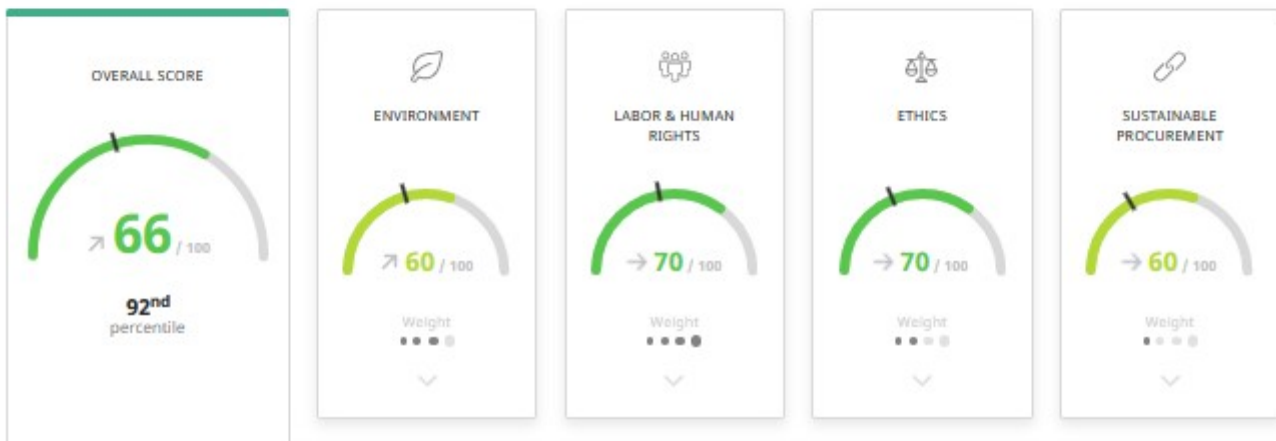 OVERALL SCORE
66 / 100
92nd
percentile
ENVIRONMENT
60 / 100
Weight
LABOR & HUMAN
RIGHTS
70 / 100
Weight
ETHICS
70 / 100
Weight
SUSTAINABLE
PROCUREMENT
60 / 100
Weight